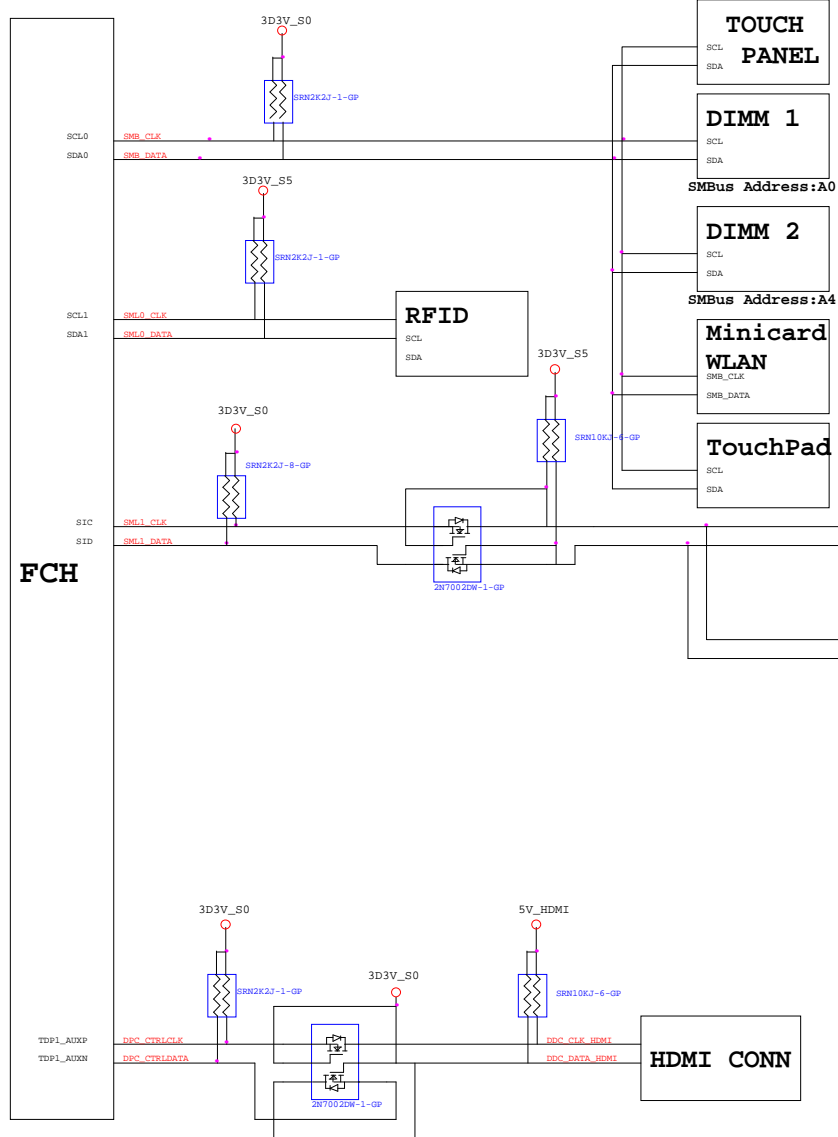 3D3V_S0
TOUCH
SCL
PANEL
SDA
SRN2K2J-1-GP
DIMM 1
SCL0
SMB_CLK
SCL
SDA0
SMB_DATA
SDA
3D3V_S5
SMBus Address:A0
DIMM 2
SRN2K2J-1-GP
SCL
SDA
SMBus Address:A4
RFID
SCL1
SML0_CLK
SDA1
SML0_DATA
SCL
SDA
Minicard
WLAN
3D3V_S5
SMB_CLK
SMB_DATA
3D3V_S0
SRN10KJ-6-GP
TouchPad
SRN2K2J-8-GP
SCL
SDA
SIC
SML1_CLK
SID
SML1_DATA
FCH
2N7002DW-1-GP
3D3V_S0
5V_HDMI
3D3V_S0
SRN2K2J-1-GP
SRN10KJ-6-GP
TDP1_AUXP
DPC_CTRLCLK
DDC_CLK_HDMI
TDP1_AUXN
DPC_CTRLDATA
DDC_DATA_HDMI
HDMI CONN
2N7002DW-1-GP